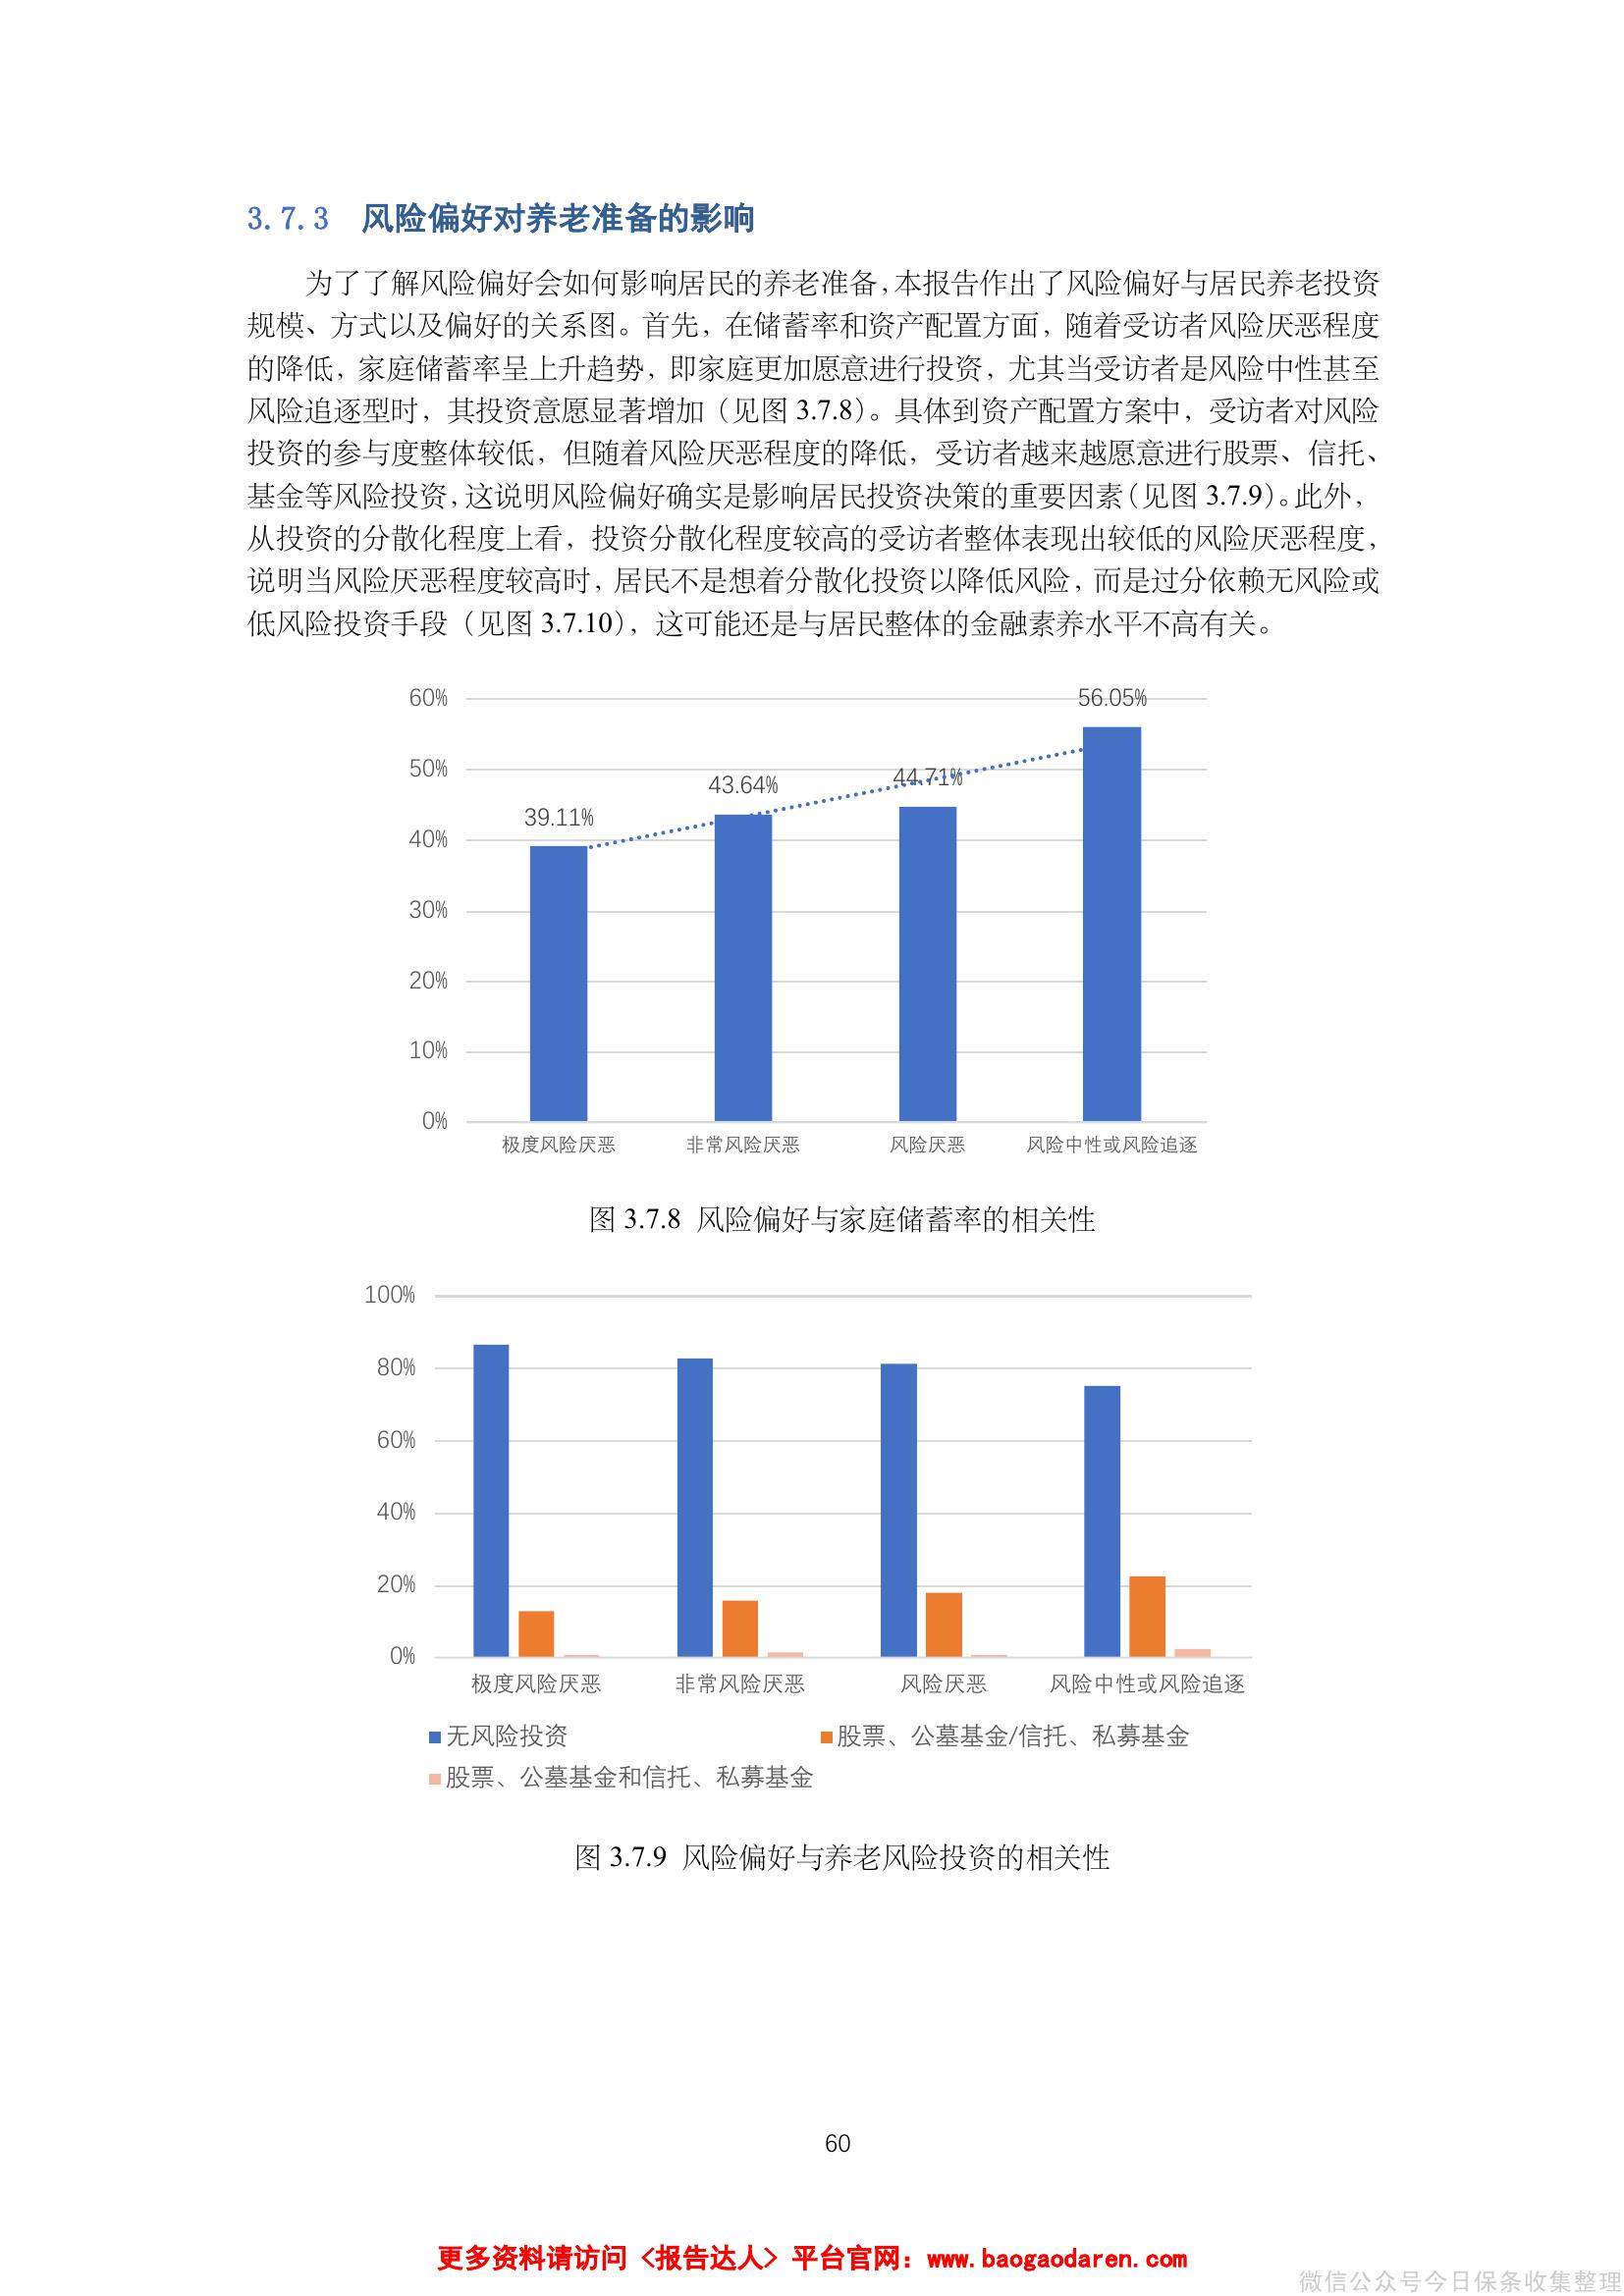 3.7.3 风险偏好对养老准备的影响
为了了解风险偏好会如何影响居民的养老准备，本报告作出了风险偏好与居民养老投资
规模、方式以及偏好的关系图。首先，在储蓄率和资产配置方面，随着受访者风险厌恶程度
的降低，家庭储蓄率呈上升趋势，即家庭更加愿意进行投资，尤其当受访者是风险中性甚至
风险追逐型时，其投资意愿显著增加（见图 3.7.8）。具体到资产配置方案中，受访者对风险
投资的参与度整体较低，但随着风险厌恶程度的降低，受访者越来越愿意进行股票、信托、
基金等风险投资，这说明风险偏好确实是影响居民投资决策的重要因素（见图 3.7.9）。此外，
从投资的分散化程度上看，投资分散化程度较高的受访者整体表现出较低的风险厌恶程度，
说明当风险厌恶程度较高时，居民不是想着分散化投资以降低风险，而是过分依赖无风险或
低风险投资手段（见图 3.7.10），这可能还是与居民整体的金融素养水平不高有关。
60%
50%
40%
30%
20%
10%
0%
39.11%
43.64%
44.71%
56.05%
极度风险厌恶 非常风险厌恶 风险厌恶 风险中性或风险追逐
图 3.7.8 风险偏好与家庭储蓄率的相关性
100%
80%
60%
40%
20%
0%
极度风险厌恶 非常风险厌恶 风险厌恶 风险中性或风险追逐
无风险投资 股票、公墓基金/信托、私募基金
股票、公墓基金和信托、私募基金
图 3.7.9 风险偏好与养老风险投资的相关性
60
更多资料请访问《报告达人》平台官网：www.baogaodaren.com
微信公众号今日保条收集整理